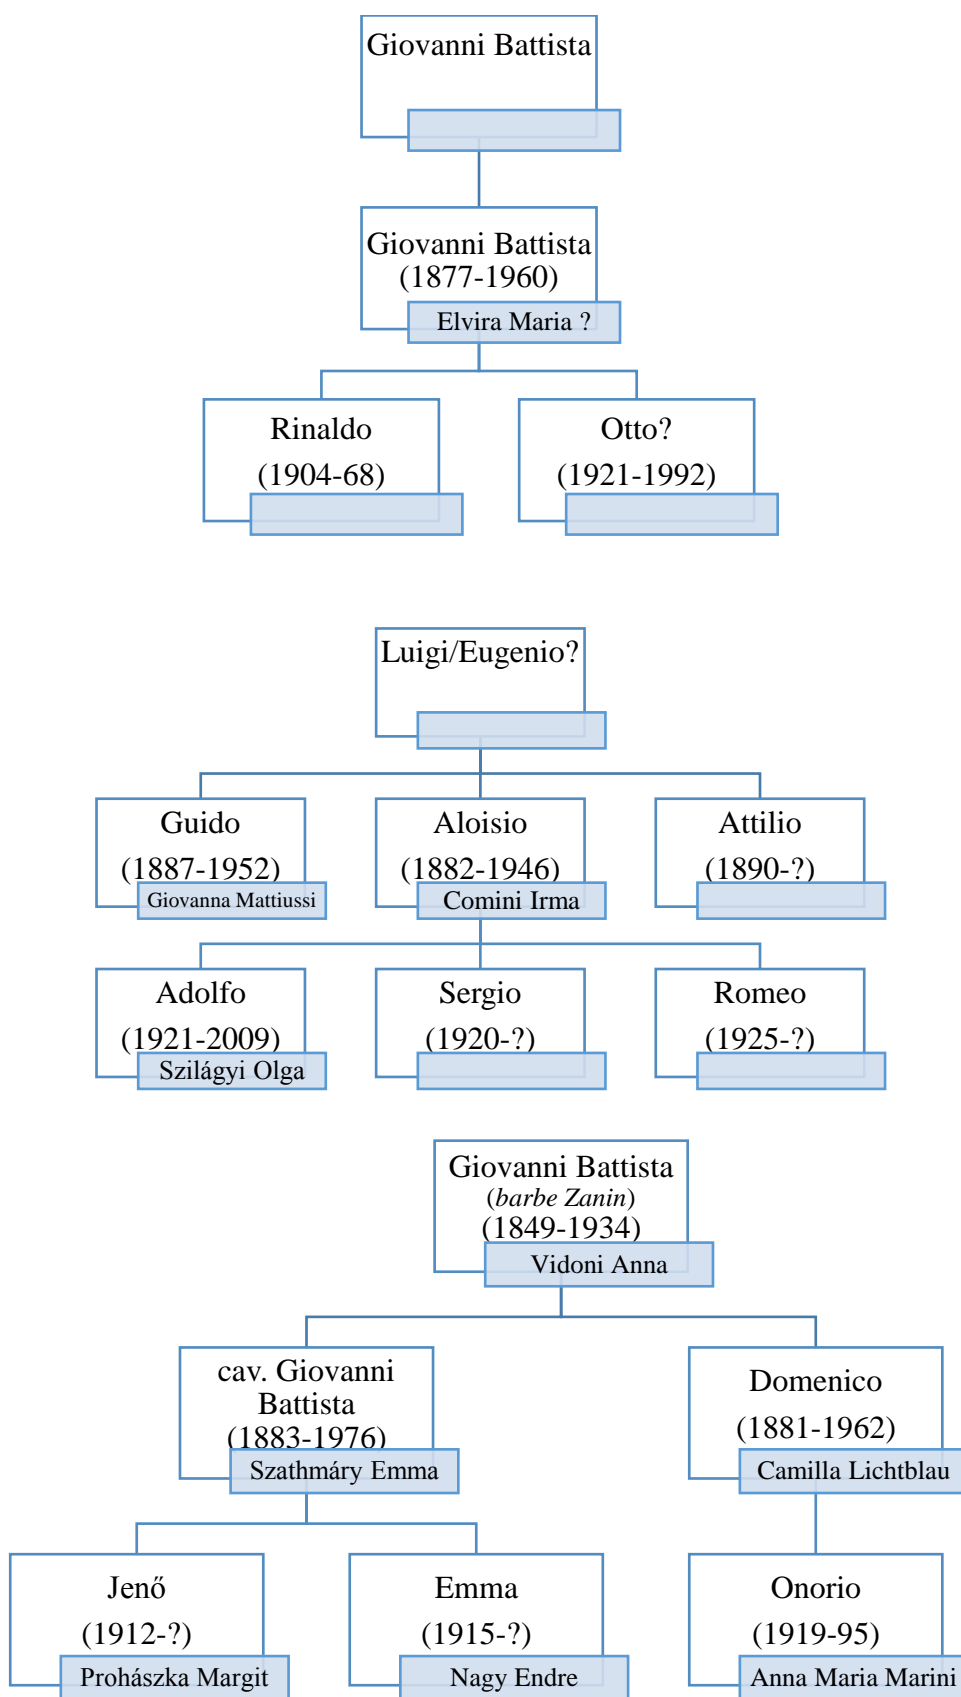 Giovanni Battista
Giovanni Battista
(1877-1960)
Elvira Maria ?
Rinaldo
(1904-68)
Otto?
(1921-1992)
Luigi/Eugenio?
Guido
(1887-1952)
Giovanna Mattiussi
Aloisio
(1882-1946)
Comini Irma
Attilio
(1890-?)
Adolfo
(1921-2009)
Szilágyi Olga
Sergio
(1920-?)
Romeo
(1925-?)
Giovanni Battista
(barbe Zanin)
(1849-1934)
Vidoni Anna
cav. Giovanni
Battista
(1883-1976)
Szathmáry Emma
Domenico
(1881-1962)
Camilla Lichtblau
Jenő
(1912-?)
Prohászka Margit
Emma
(1915-?)
Nagy Endre
Onorio
(1919-95)
Anna Maria Marini